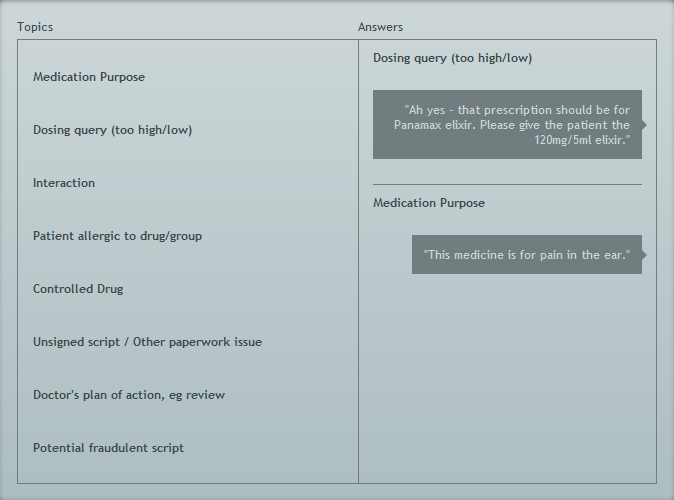 Topics
Answers
Medication Purpose
Dosing query (too high/low)
Interaction
Patient allergic to drug/group
Controlled Drug
Unsigned script / Other paperwork issue
Doctor's plan of action, eg review
Potential fraudulent script
Dosing query (too high/low)
"Ah yes - that prescription should be for
Panamax elixir. Please give the patient the
120mg/5ml elixir."
Medication Purpose
"This medicine is for pain in the ear."